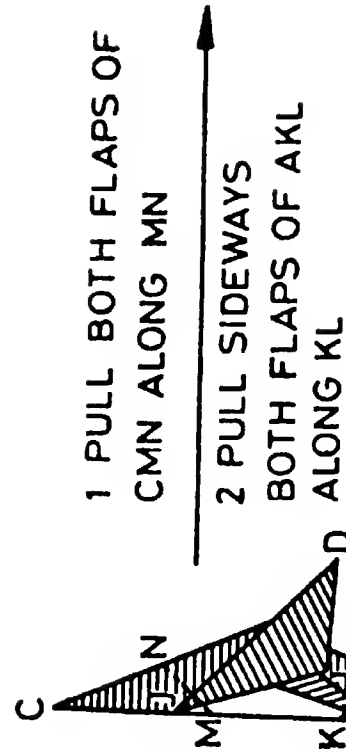 1 PULL BOTH FLAPS OF
CMN ALONG MN
2 PULL SIDEWAYS
BOTH FLAPS OF AKL
ALONG KL
C
N
M
D
K